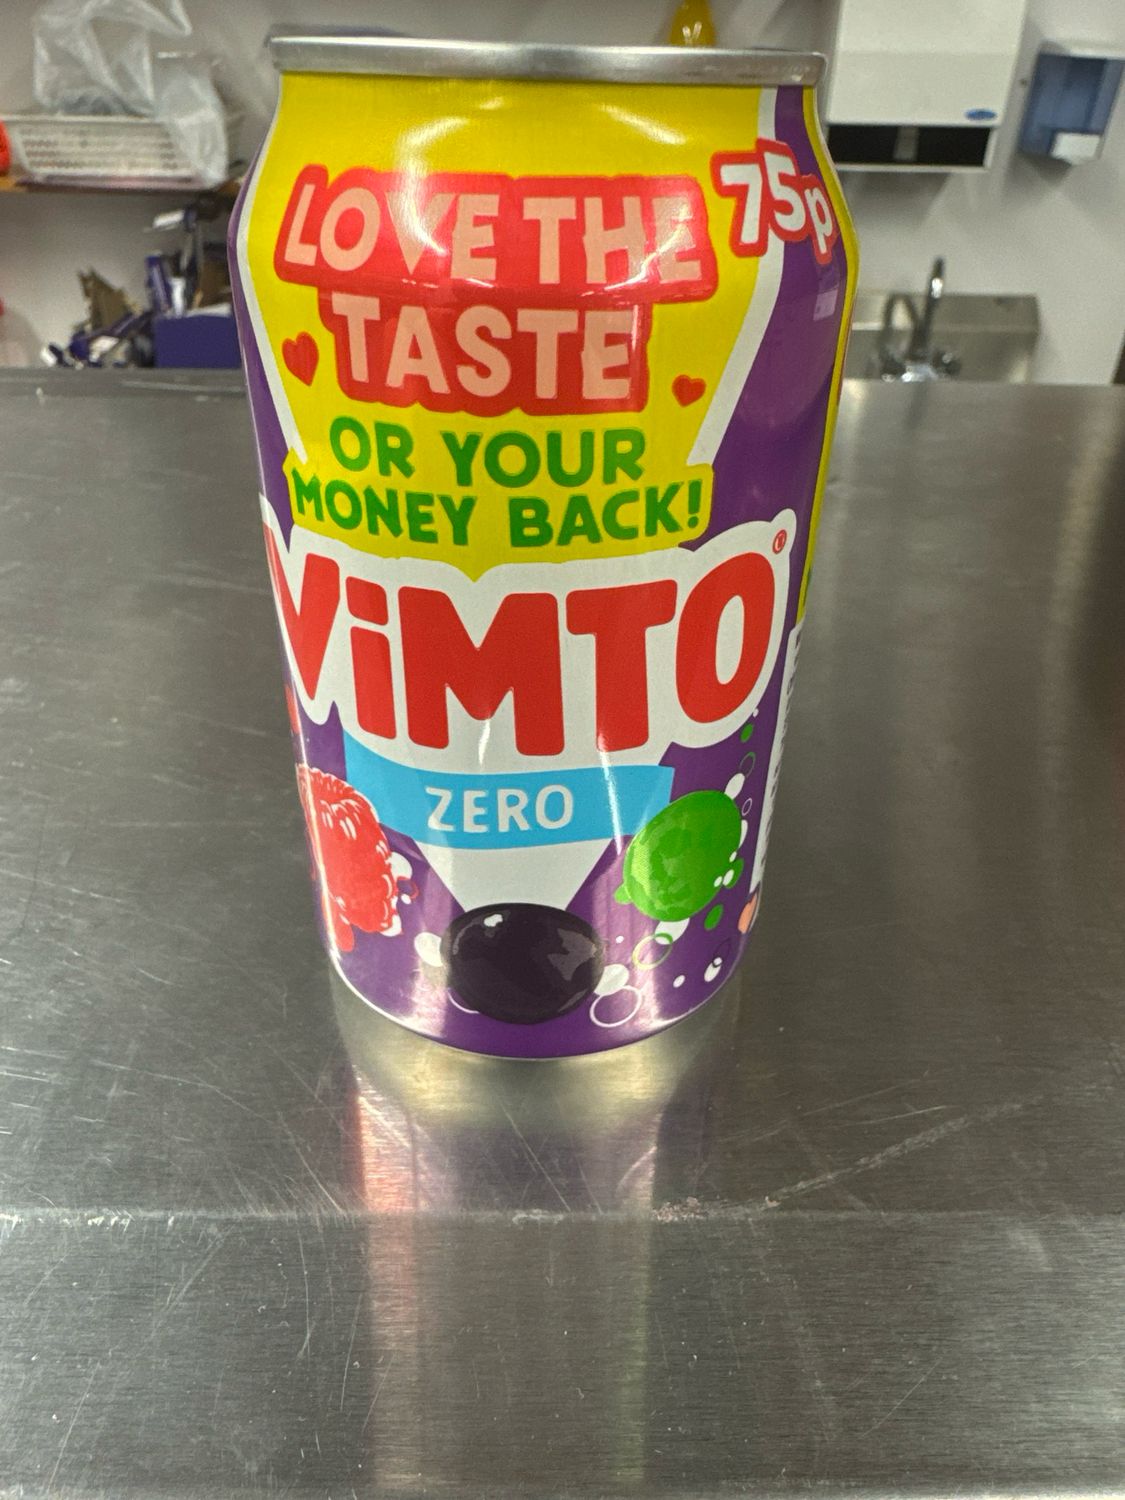 LOVE THE
75p
TASTE
OR YOUR
MONEY BACK!
ViMTO®
ZERO